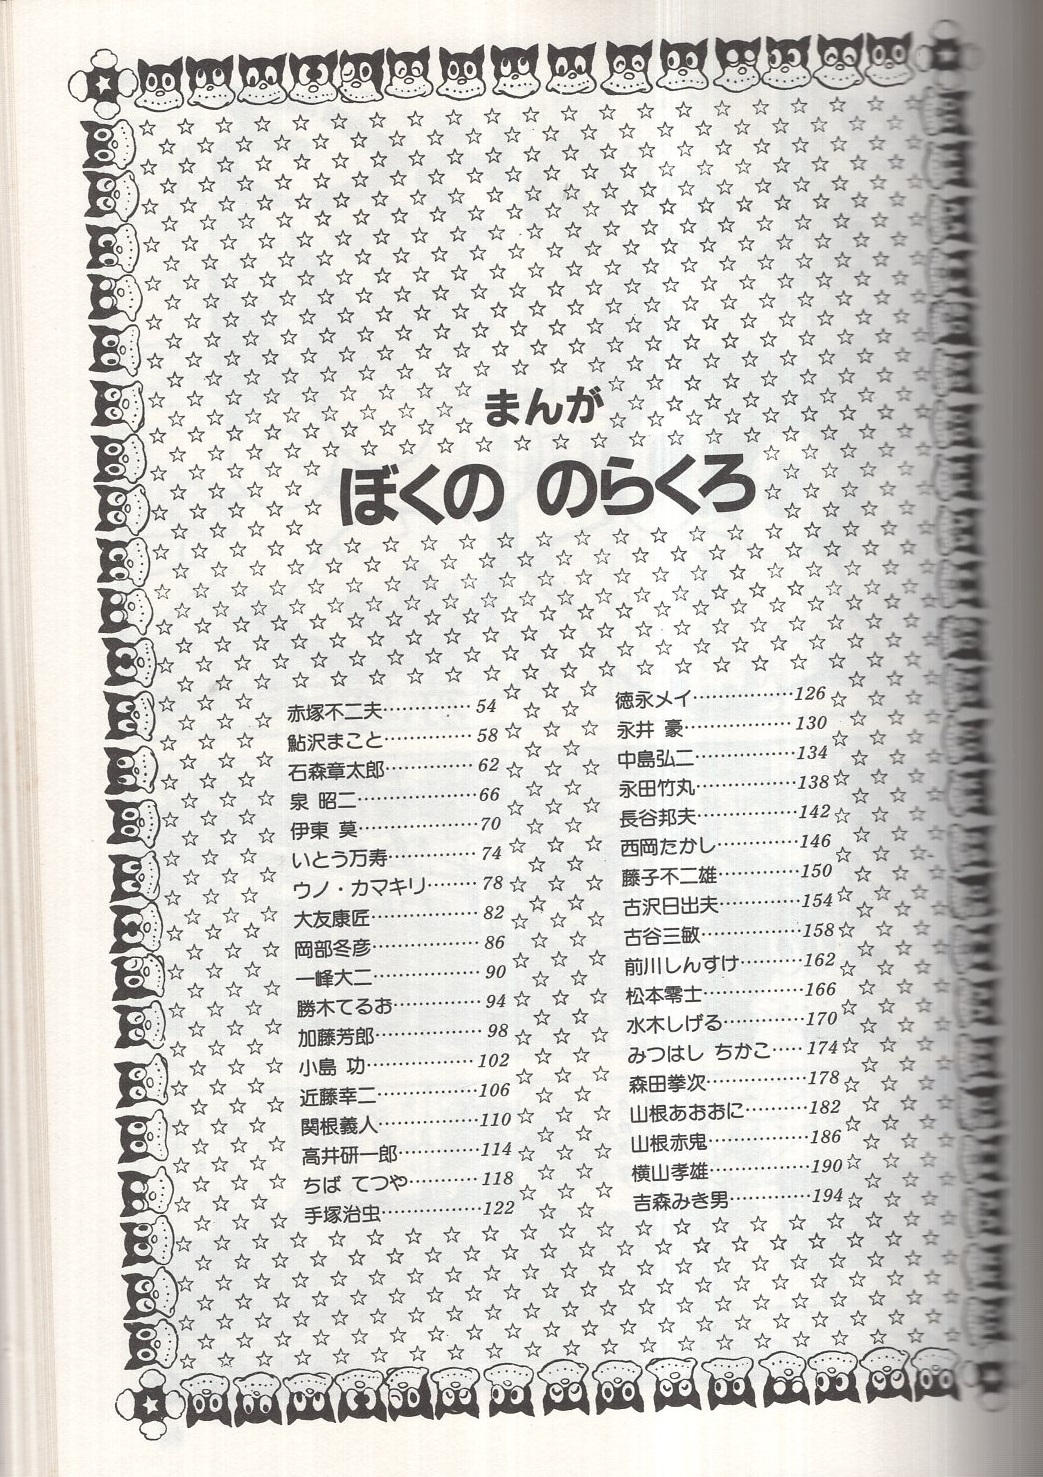 まんが
ぼくの のらくろ
赤塚不二夫…………… 54
鮎沢まこと…………… 58
石森章太郎…………… 62
泉 昭二…………… 66
伊東 莫…………… 70
いとう万寿…………… 74
ウノ・カマキリ…………… 78
大友康匠…………… 82
岡部冬彦…………… 86
一峰大二…………… 90
勝木てるお…………… 94
加藤芳郎…………… 98
小島 功…………… 102
近藤幸二…………… 106
関根義人…………… 110
高井研一郎…………… 114
ちば てつや…………… 118
手塚治虫…………… 122
徳永メイ…………… 126
永井 豪…………… 130
中島弘二…………… 134
永田竹丸…………… 138
長谷邦夫…………… 142
西岡たかし…………… 146
藤子不二雄…………… 150
古沢日出夫…………… 154
古谷三敏…………… 158
前川しんすけ…………… 162
松本零士…………… 166
水木しげる…………… 170
みつはし ちかこ…… 174
森田拳次…………… 178
山根あおおに…………… 182
山根赤鬼…………… 186
横山孝雄…………… 190
吉森みき男…………… 194